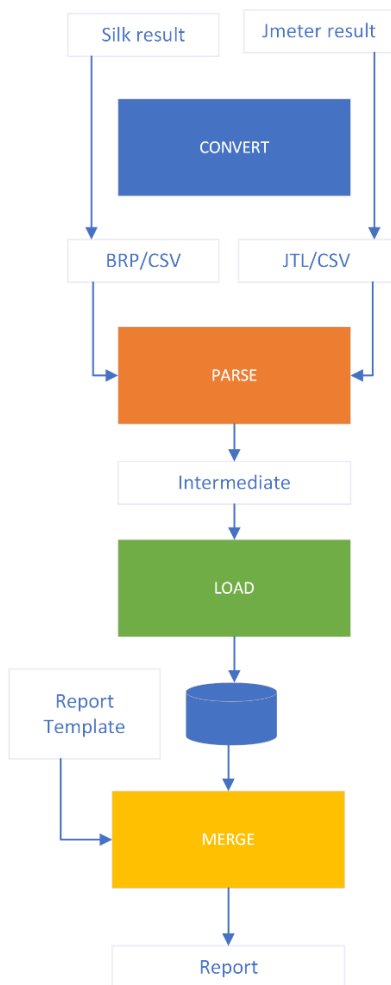 Silk result
Jmeter result
CONVERT
BRP/CSV
JTL/CSV
PARSE
Intermediate
LOAD
Report
Template
MERGE
Report